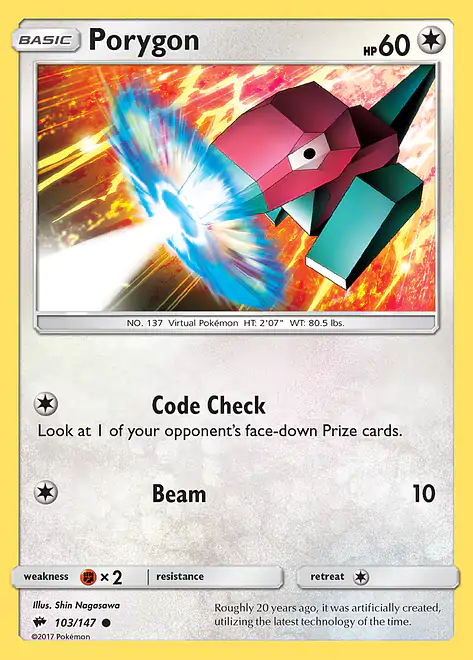 BASIC Porygon HP 60
NO. 137 Virtual Pokémon HT: 2'07" WT: 80.5 lbs.
Code Check
Look at 1 of your opponent's face-down Prize cards.
Beam 10
weakness × 2 resistance retreat
Illus. Shin Nagasawa
103/147
©2017 Pokémon
Roughly 20 years ago, it was artificially created,
utilizing the latest technology of the time.